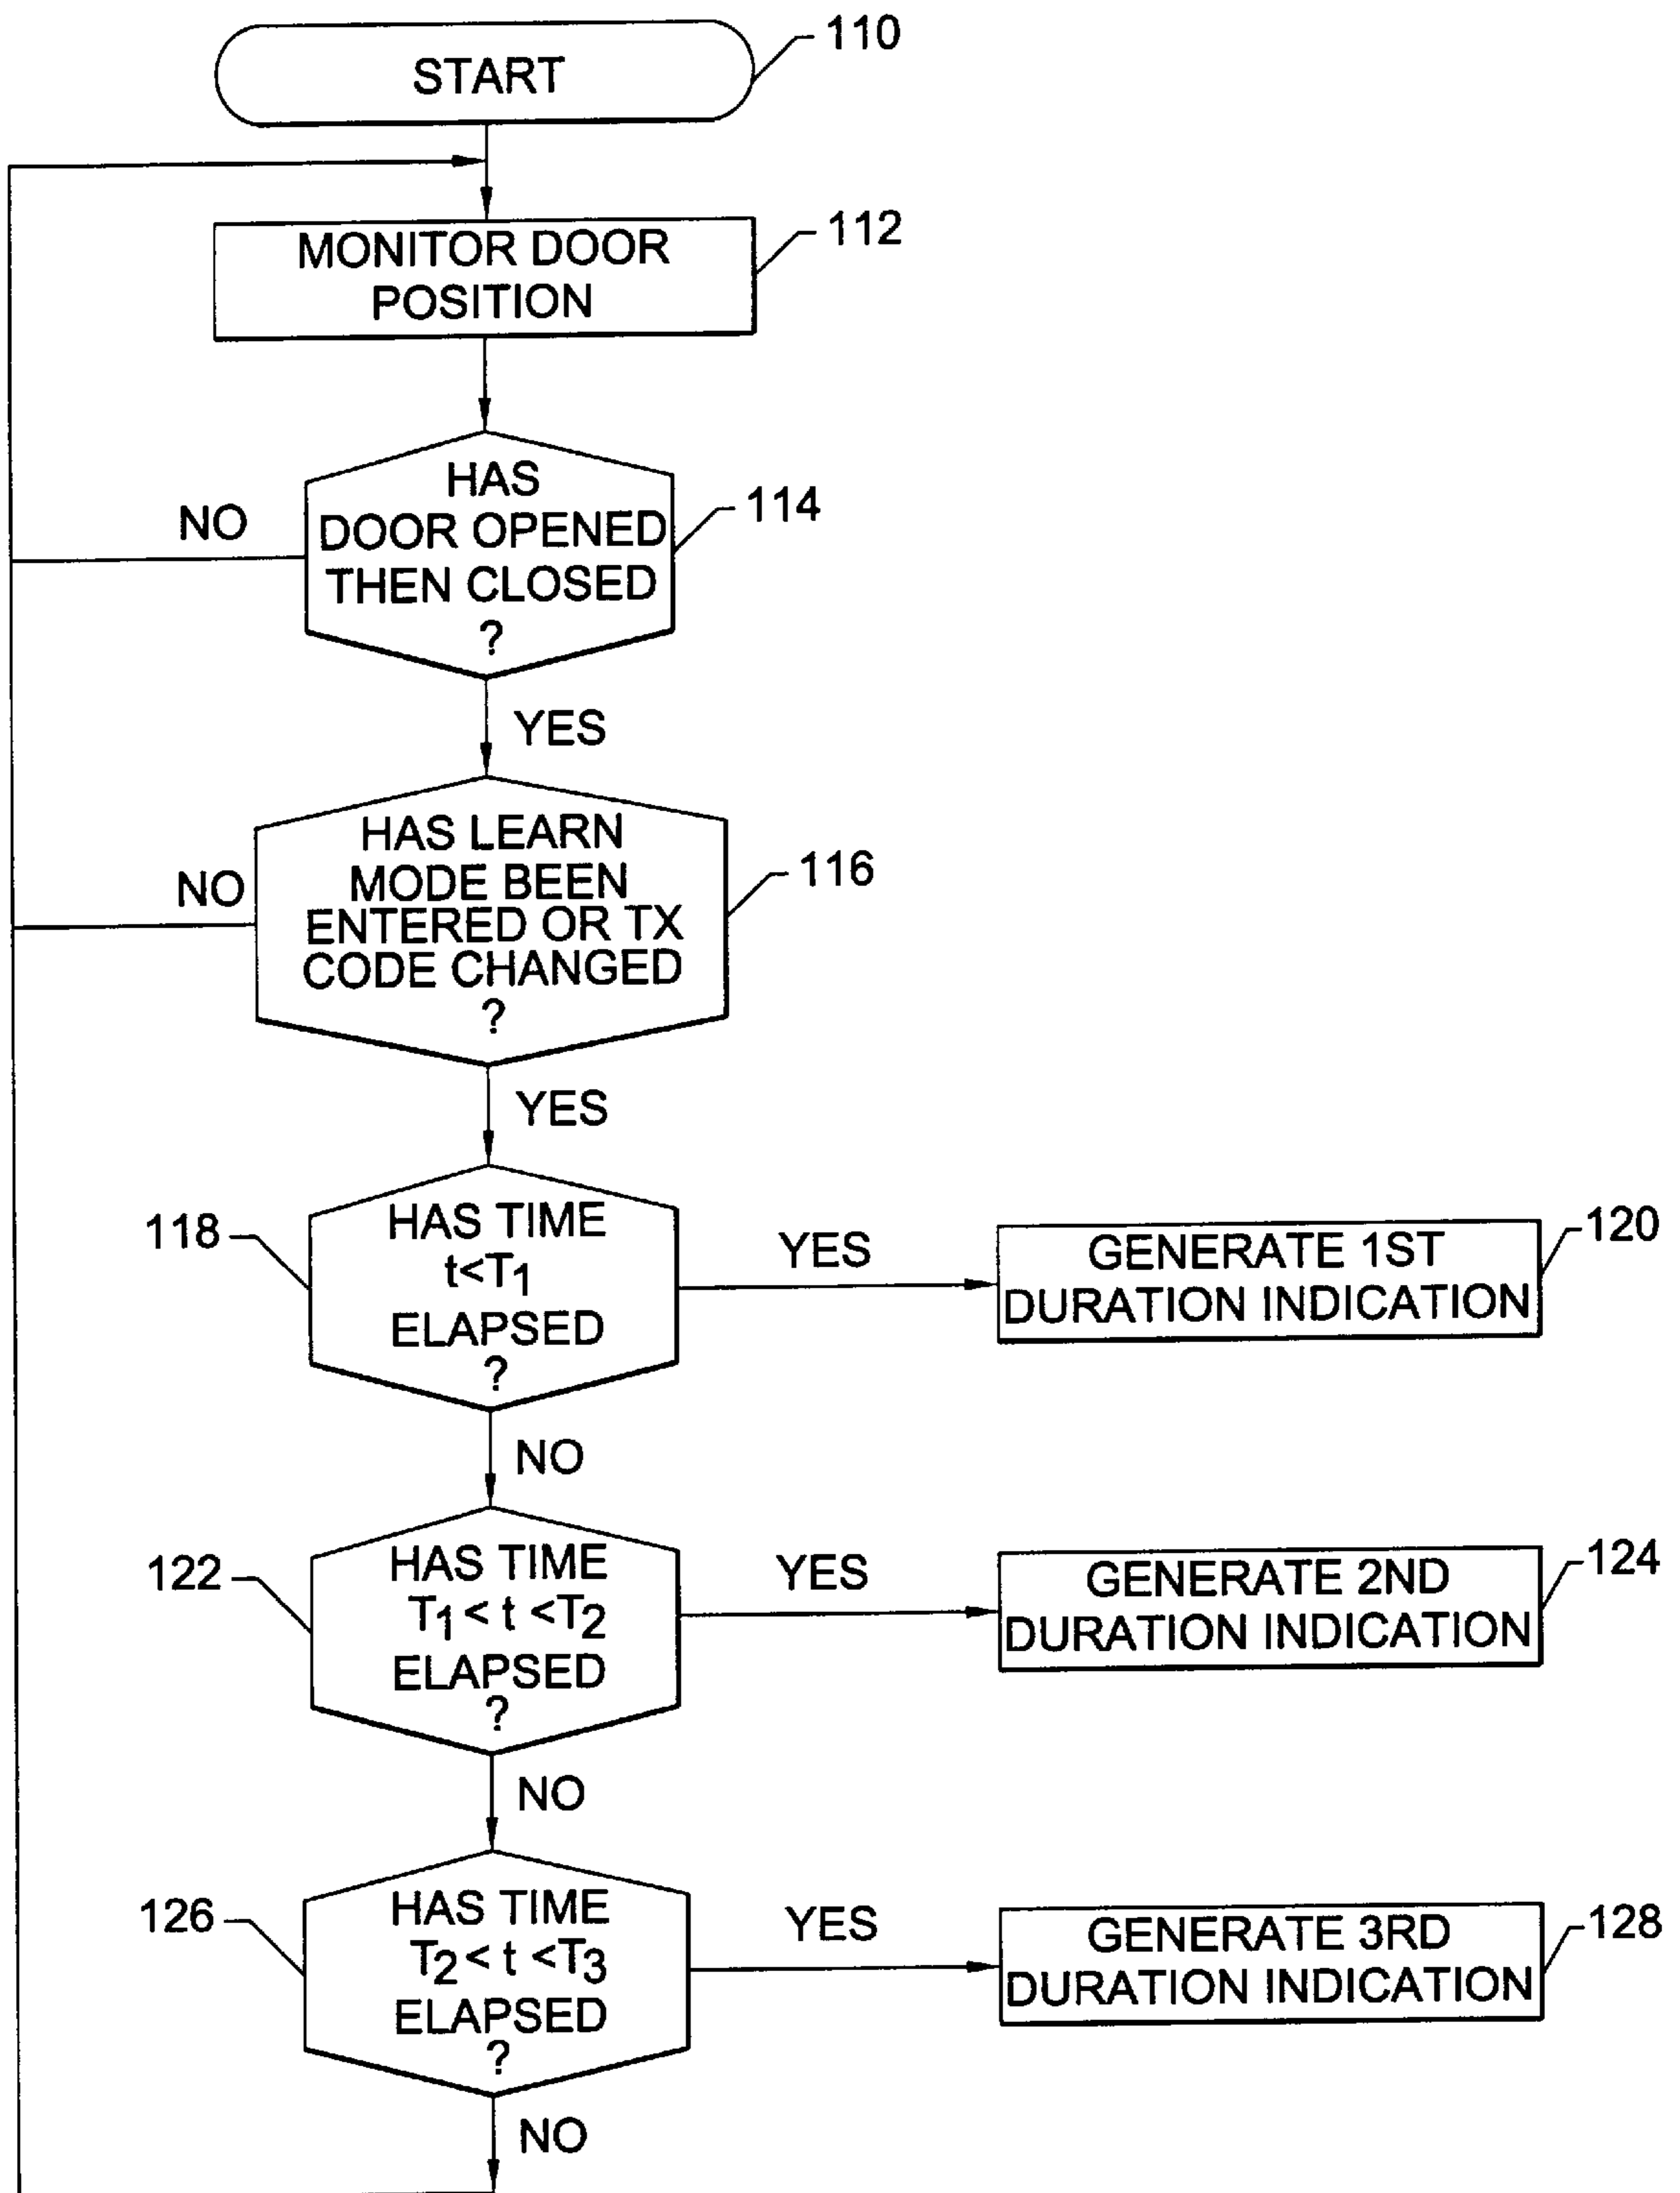 START
110
MONITOR DOOR
POSITION
112
HAS
DOOR OPENED
THEN CLOSED
?
114
NO
YES
HAS LEARN
MODE BEEN
ENTERED OR TX
CODE CHANGED
?
116
NO
YES
118
HAS TIME
t<T1
ELAPSED
?
YES
GENERATE 1ST
DURATION INDICATION
120
NO
122
HAS TIME
T1 < t <T2
ELAPSED
?
YES
GENERATE 2ND
DURATION INDICATION
124
NO
126
HAS TIME
T2 < t <T3
ELAPSED
?
YES
GENERATE 3RD
DURATION INDICATION
128
NO